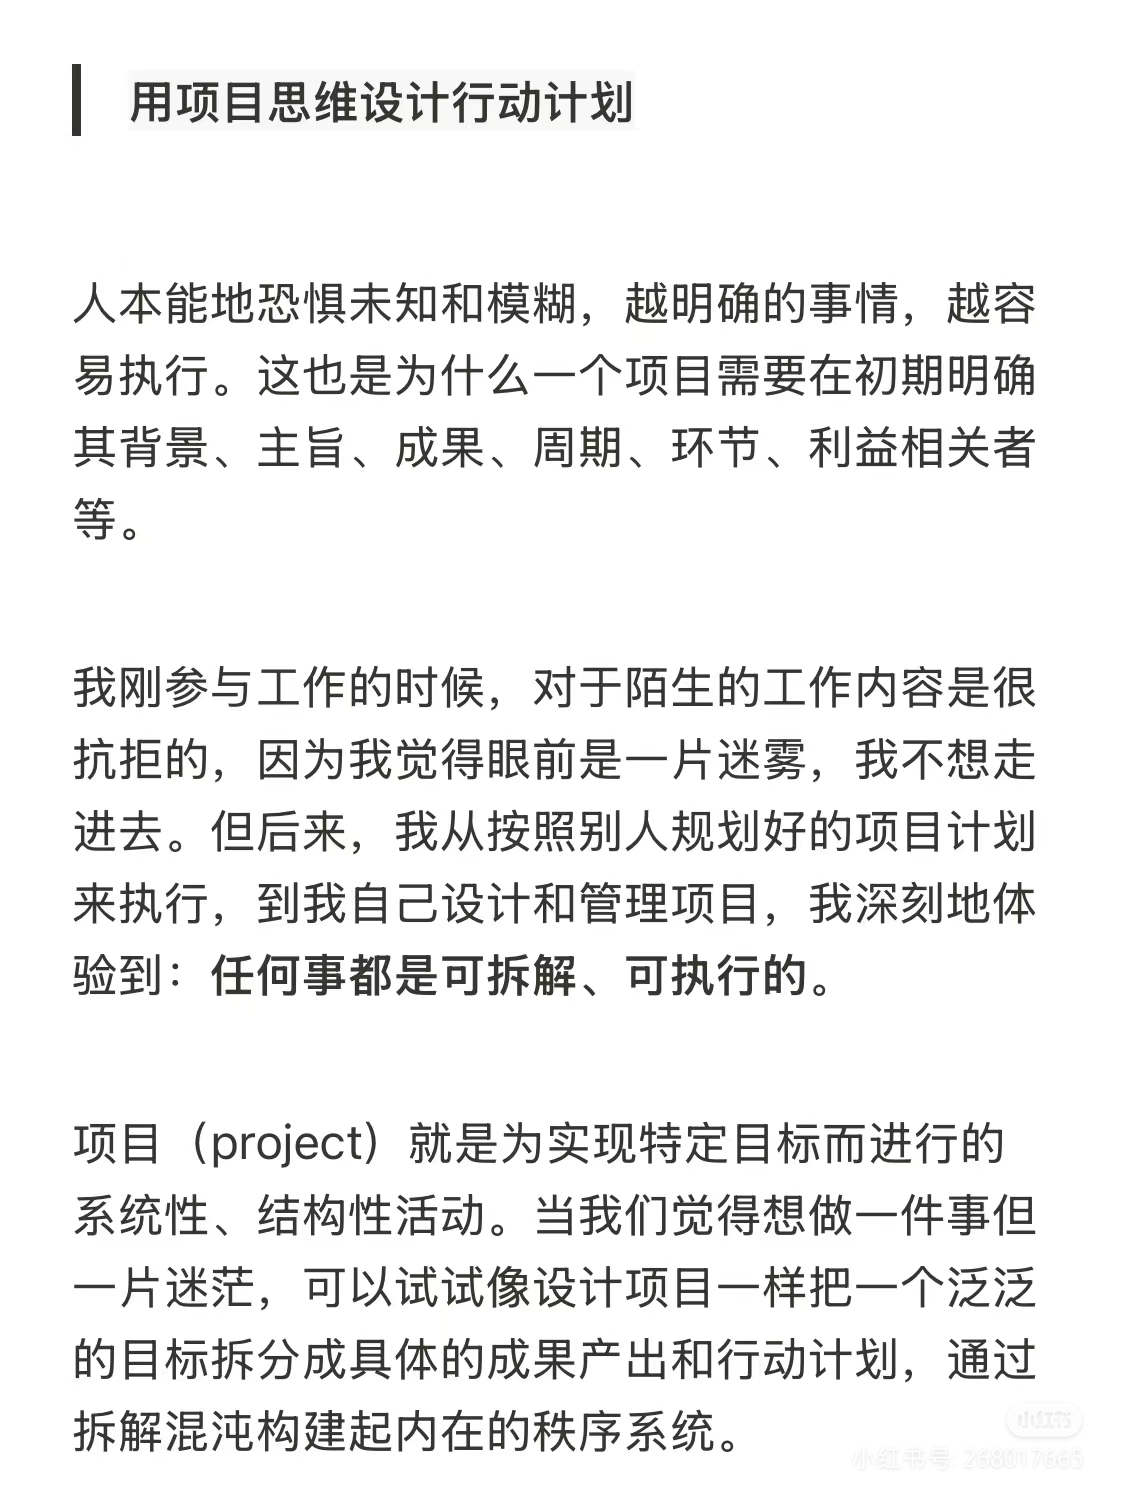 用项目思维设计行动计划
人本能地恐惧未知和模糊，越明确的事情，越容
易执行。这也是为什么一个项目需要在初期明确
其背景、主旨、成果、周期、环节、利益相关者
等。
我刚参与工作的时候，对于陌生的工作内容是很
抗拒的，因为我觉得眼前是一片迷雾，我不想走
进去。但后来，我从按照别人规划好的项目计划
来执行，到我自己设计和管理项目，我深刻地体
验到：任何事都是可拆解、可执行的。
项目（project）就是为实现特定目标而进行的
系统性、结构性活动。当我们觉得想做一件事但
一片迷茫，可以试试像设计项目一样把一个泛泛
的目标拆分成具体的成果产出和行动计划，通过
拆解混沌构建起内在的秩序系统。
小红书
小红书号: 268017665